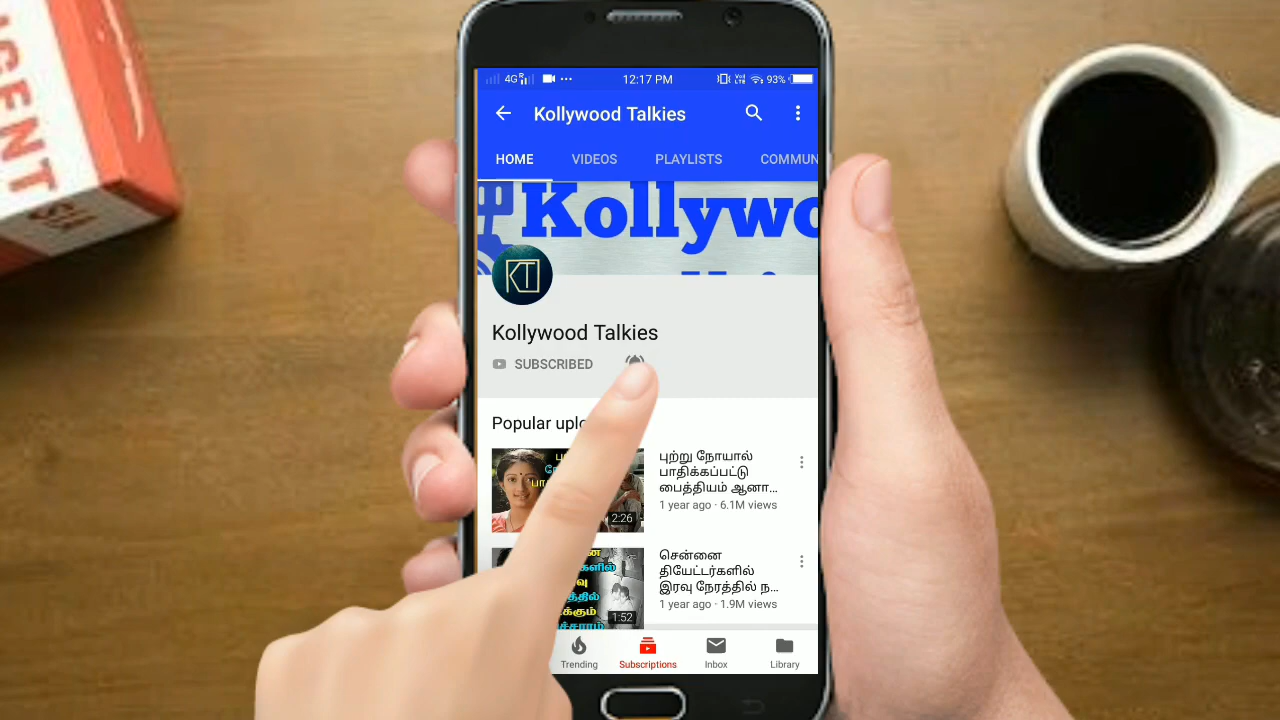 4G R
12:17 PM
93%
Kollywood Talkies
HOME VIDEOS PLAYLISTS COMMUN
Kollywo
KT
Kollywood Talkies
SUBSCRIBED
Popular uplo
புற்று நோயால்
பாதிக்கப்பட்டு
பைத்தியம் ஆனா...
1 year ago · 6.1M views
2:26
சென்னை
தியேட்டர்களில்
இரவு நேரத்தில் ந...
1 year ago · 1.9M views
1:52
Trending Subscriptions Inbox Library